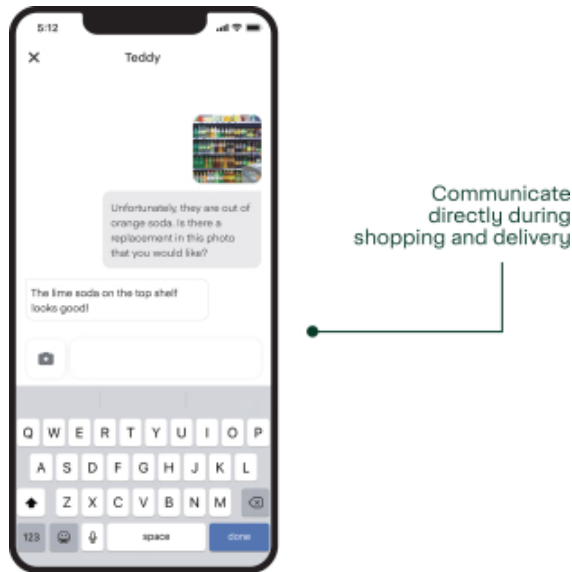 5:12
Teddy
Unfortunately, they are out of
orange soda. Is there a
replacement in this photo
that you would like?
The lime soda on the top shelf
looks good!
Q W E R T Y U I O P
A S D F G H J K L
Z X C V B N M
123 space done
Communicate
directly during
shopping and delivery